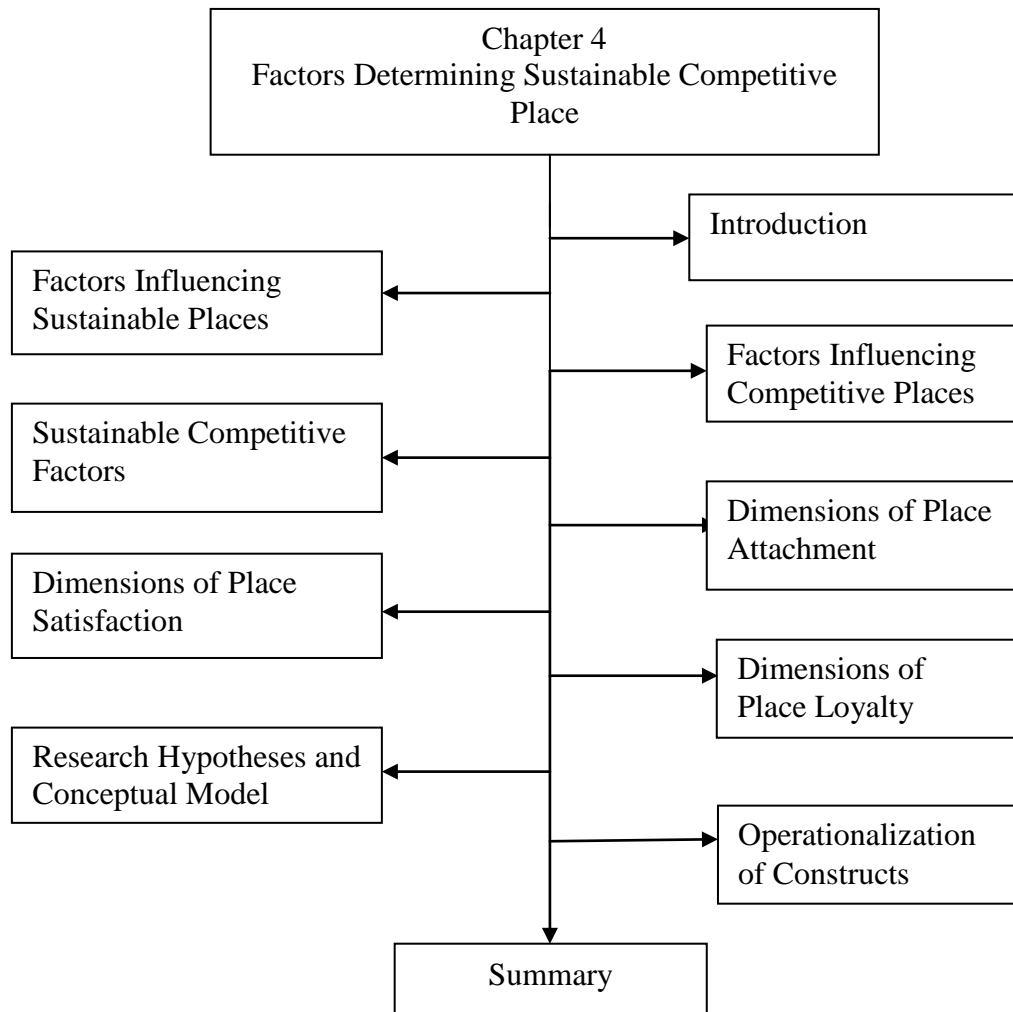 Chapter 4
Factors Determining Sustainable Competitive
Place
Introduction
Factors Influencing
Sustainable Places
Factors Influencing
Competitive Places
Sustainable Competitive
Factors
Dimensions of Place
Attachment
Dimensions of Place
Satisfaction
Dimensions of
Place Loyalty
Research Hypotheses and
Conceptual Model
Operationalization
of Constructs
Summary